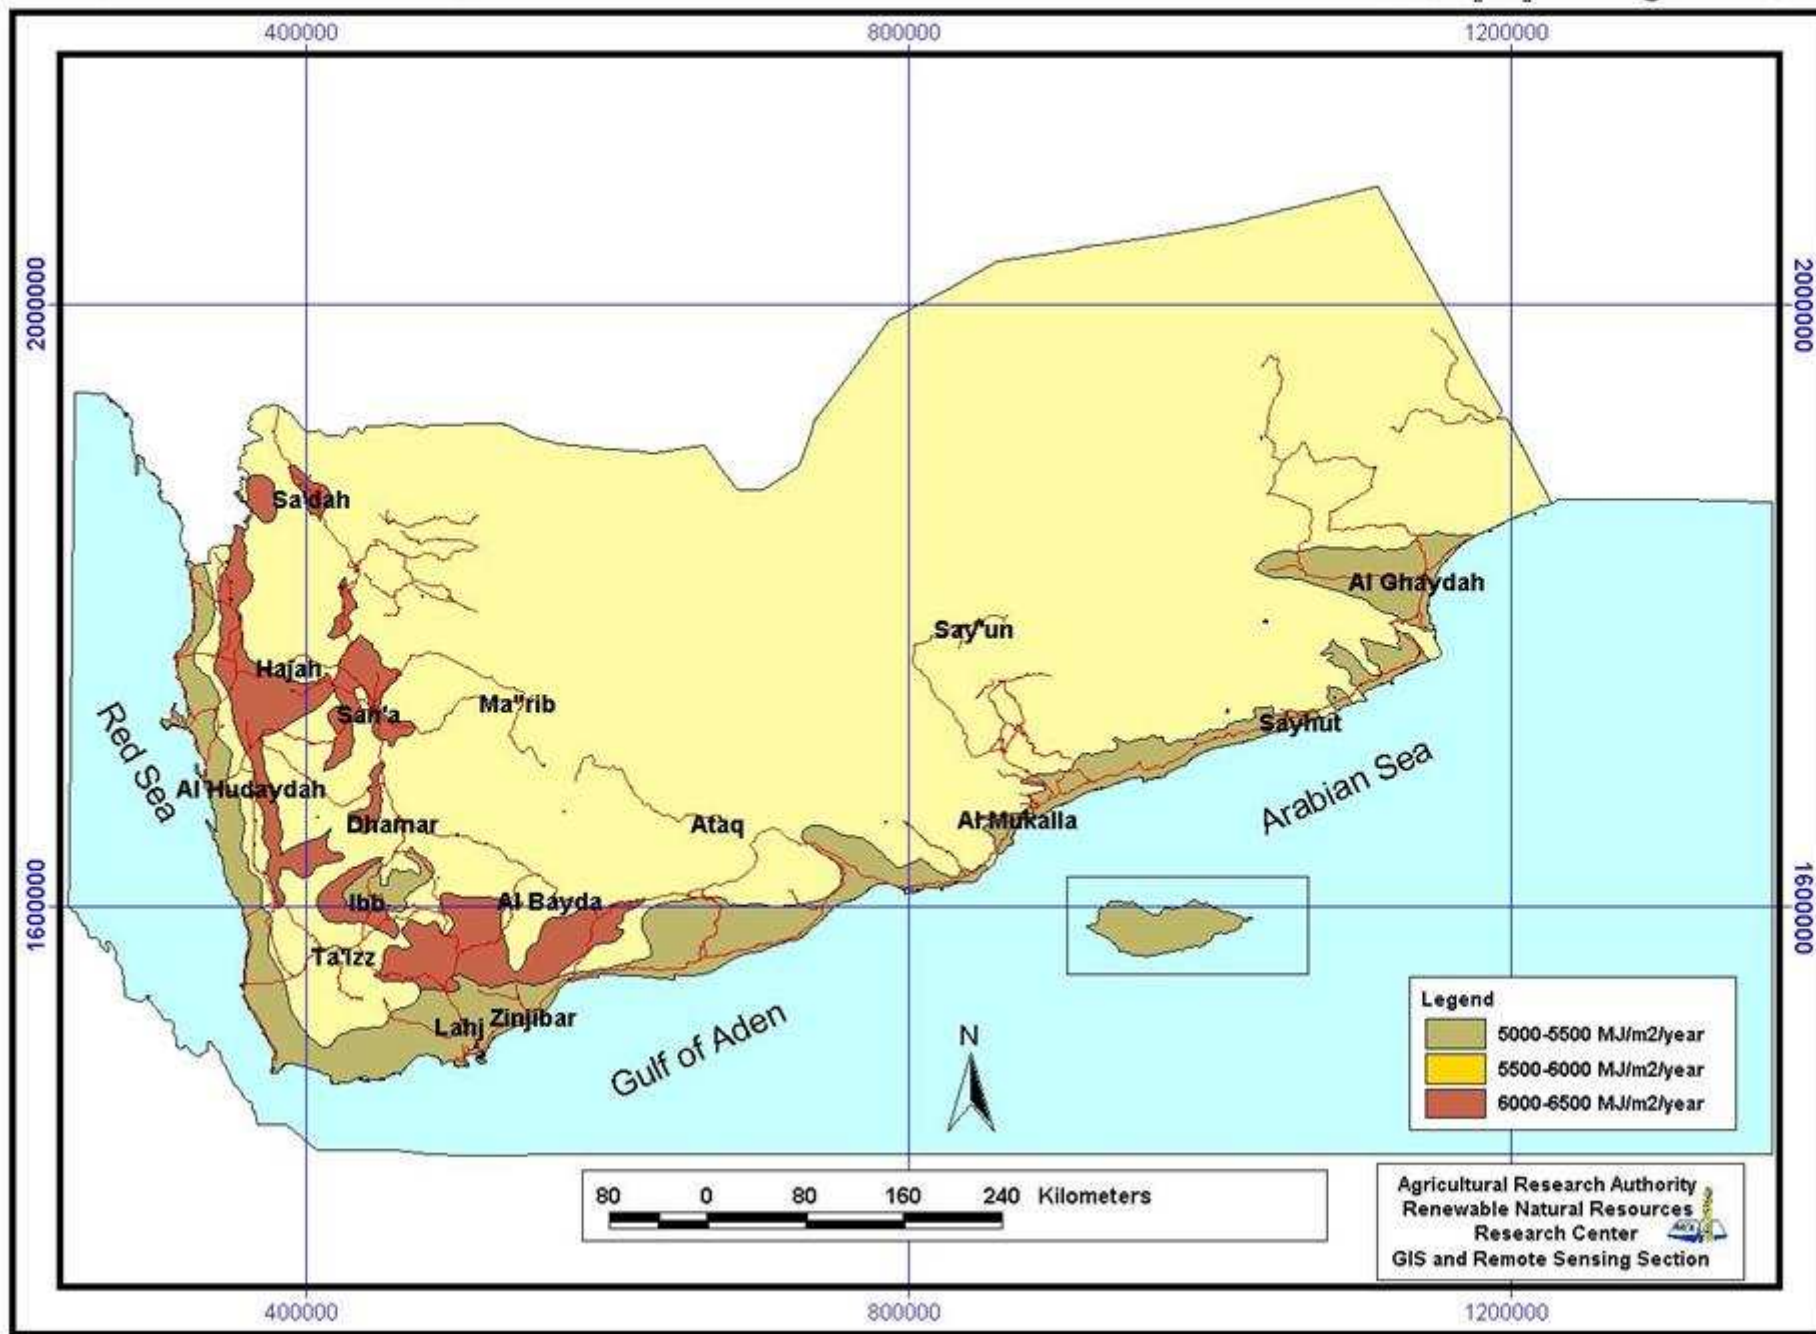 400000
800000
1200000
2000000
2000000
Sa'dah
Al Ghaydah
Say'un
Hajah
Ma"rib
San'a
Sayhut
Red Sea
Al Hudaydah
Arabian Sea
Dhamar
Ataq
Al Mukalla
Ibb
Al Bayda
1600000
1600000
Ta'izz
Lahj
Zinjibar
Gulf of Aden
N
Legend
5000-5500 MJ/m2/year
5500-6000 MJ/m2/year
6000-6500 MJ/m2/year
80 0 80 160 240 Kilometers
Agricultural Research Authority
Renewable Natural Resources
Research Center
GIS and Remote Sensing Section
400000
800000
1200000